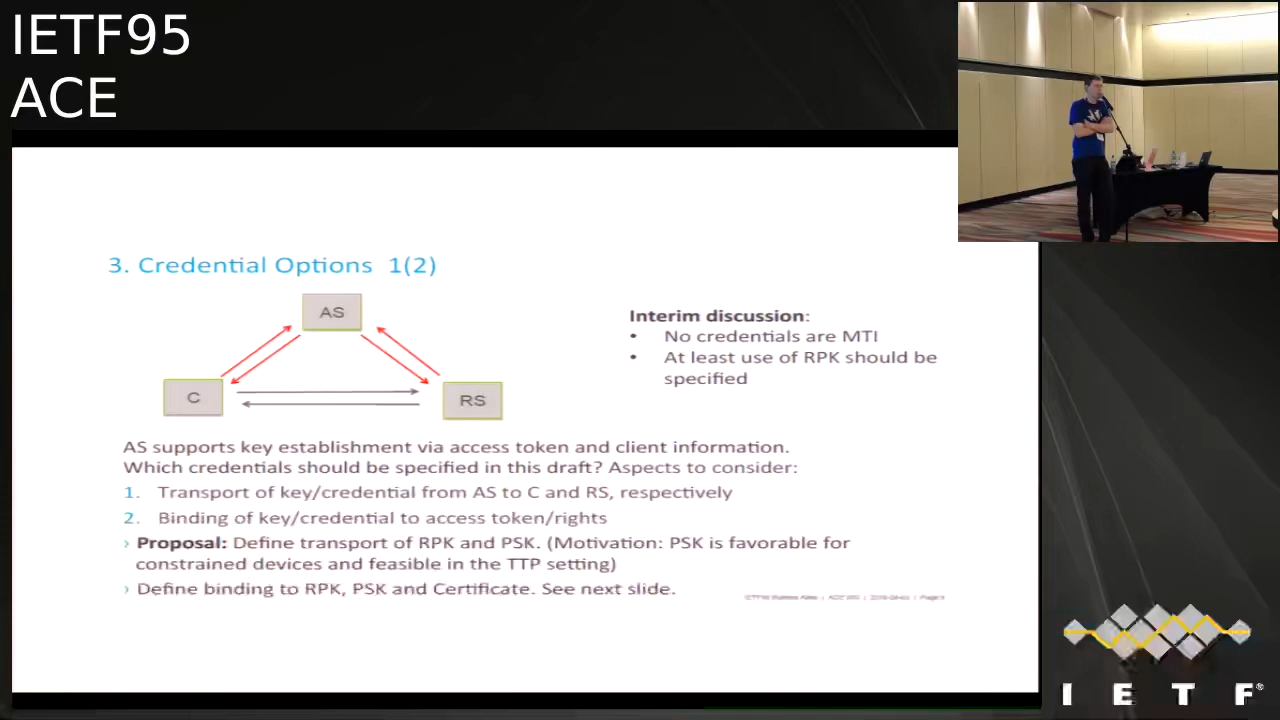 IETF95
ACE
3. Credential Options 1(2)
AS
C
RS
Interim discussion:
• No credentials are MTI
• At least use of RPK should be
specified
AS supports key establishment via access token and client information.
Which credentials should be specified in this draft? Aspects to consider:
1. Transport of key/credential from AS to C and RS, respectively
2. Binding of key/credential to access token/rights
› Proposal: Define transport of RPK and PSK. (Motivation: PSK is favorable for
constrained devices and feasible in the TTP setting)
› Define binding to RPK, PSK and Certificate. See next slide.
I E T F®